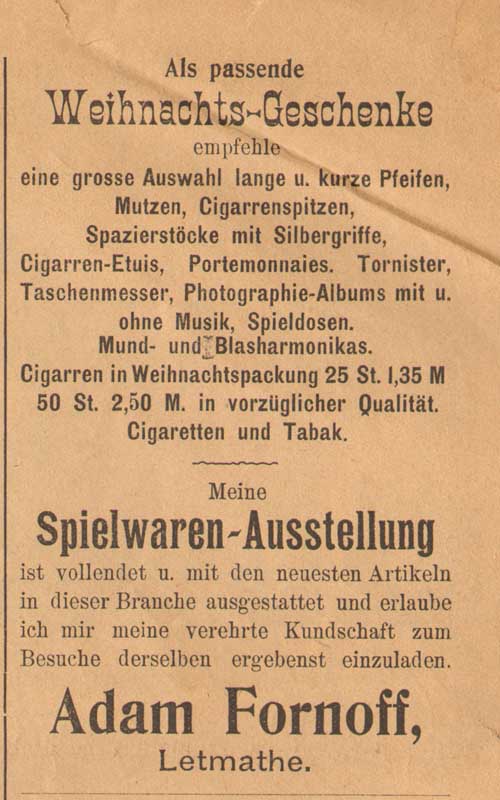 Als passende
Weihnachts-Geschenke
empfehle
eine grosse Auswahl lange u. kurze Pfeifen,
Mutzen, Cigarrenspitzen,
Spazierstöcke mit Silbergriffe,
Cigarren-Etuis, Portemonnaies. Tornister,
Taschenmesser, Photographie-Albums mit u.
ohne Musik, Spieldosen.
Mund- und Blasharmonikas.
Cigarren in Weihnachtspackung 25 St. 1,35 M
50 St. 2,50 M. in vorzüglicher Qualität.
Cigaretten und Tabak.
Meine
Spielwaren-Ausstellung
ist vollendet u. mit den neuesten Artikeln
in dieser Branche ausgestattet und erlaube
ich mir meine verehrte Kundschaft zum
Besuche derselben ergebenst einzuladen.
Adam Fornoff,
Letmathe.